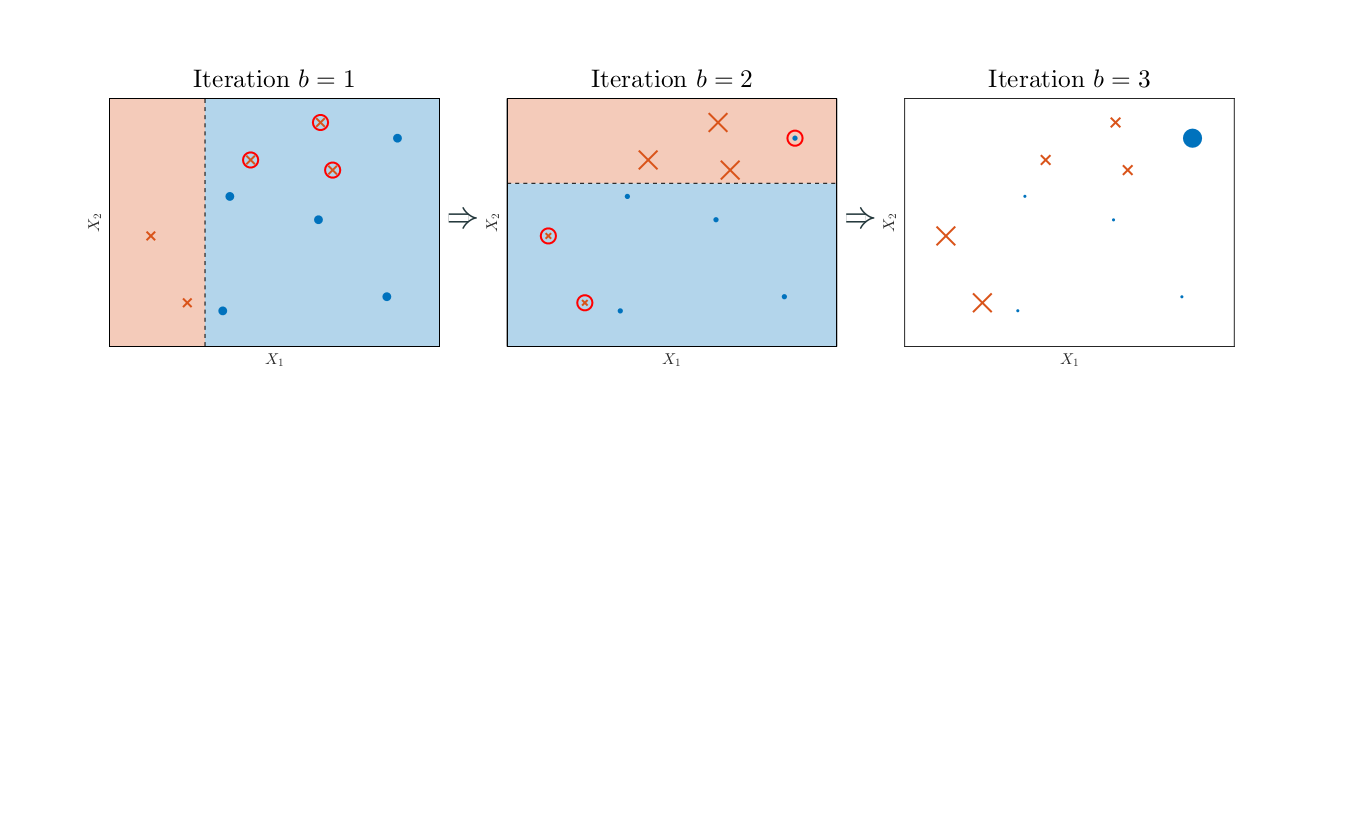 Iteration b = 1
X₂
X₁
⇒
Iteration b = 2
X₂
X₁
⇒
Iteration b = 3
X₂
X₁